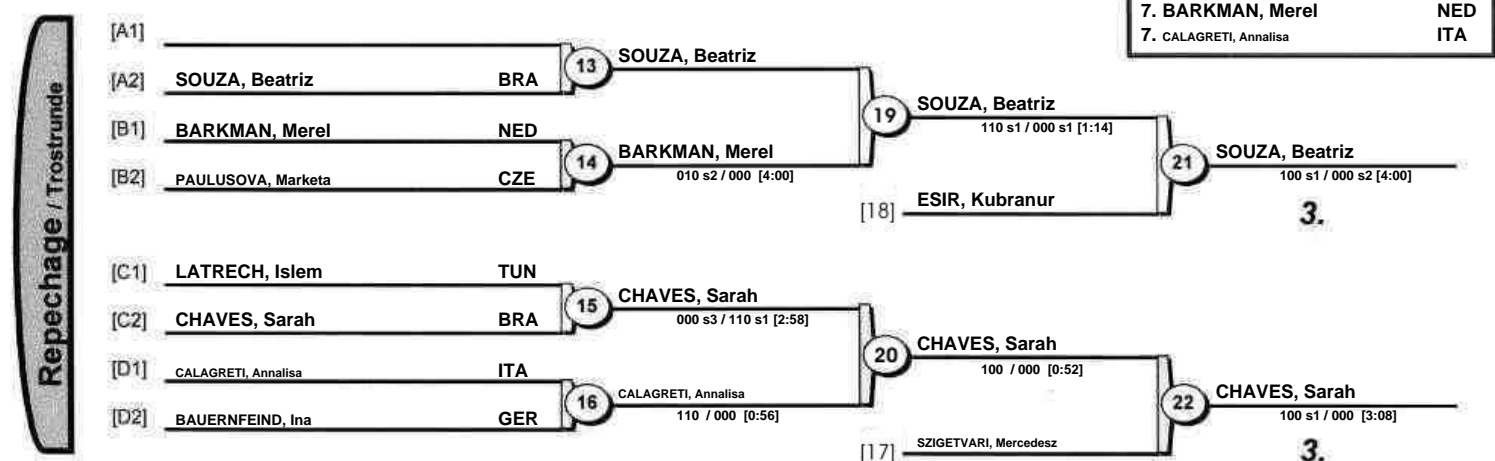 7. BARKMAN, Merel NED
7. CALAGRETI, Annalisa ITA
Repechage / Trostrunde
[A1]
13 SOUZA, Beatriz
[A2] SOUZA, Beatriz BRA
19 SOUZA, Beatriz
110 s1 / 000 s1 [1:14]
[B1] BARKMAN, Merel NED
14 BARKMAN, Merel
010 s2 / 000 [4:00]
[B2] PAULUSOVA, Marketa CZE
21 SOUZA, Beatriz
100 s1 / 000 s2 [4:00]
[18] ESIR, Kubranur
3.
[C1] LATRECH, Islem TUN
15 CHAVES, Sarah
000 s3 / 110 s1 [2:58]
[C2] CHAVES, Sarah BRA
20 CHAVES, Sarah
100 / 000 [0:52]
[D1] CALAGRETI, Annalisa ITA
16 CALAGRETI, Annalisa
110 / 000 [0:56]
[D2] BAUERNFEIND, Ina GER
22 CHAVES, Sarah
100 s1 / 000 [3:08]
[17] SZIGETVARI, Mercedesz
3.